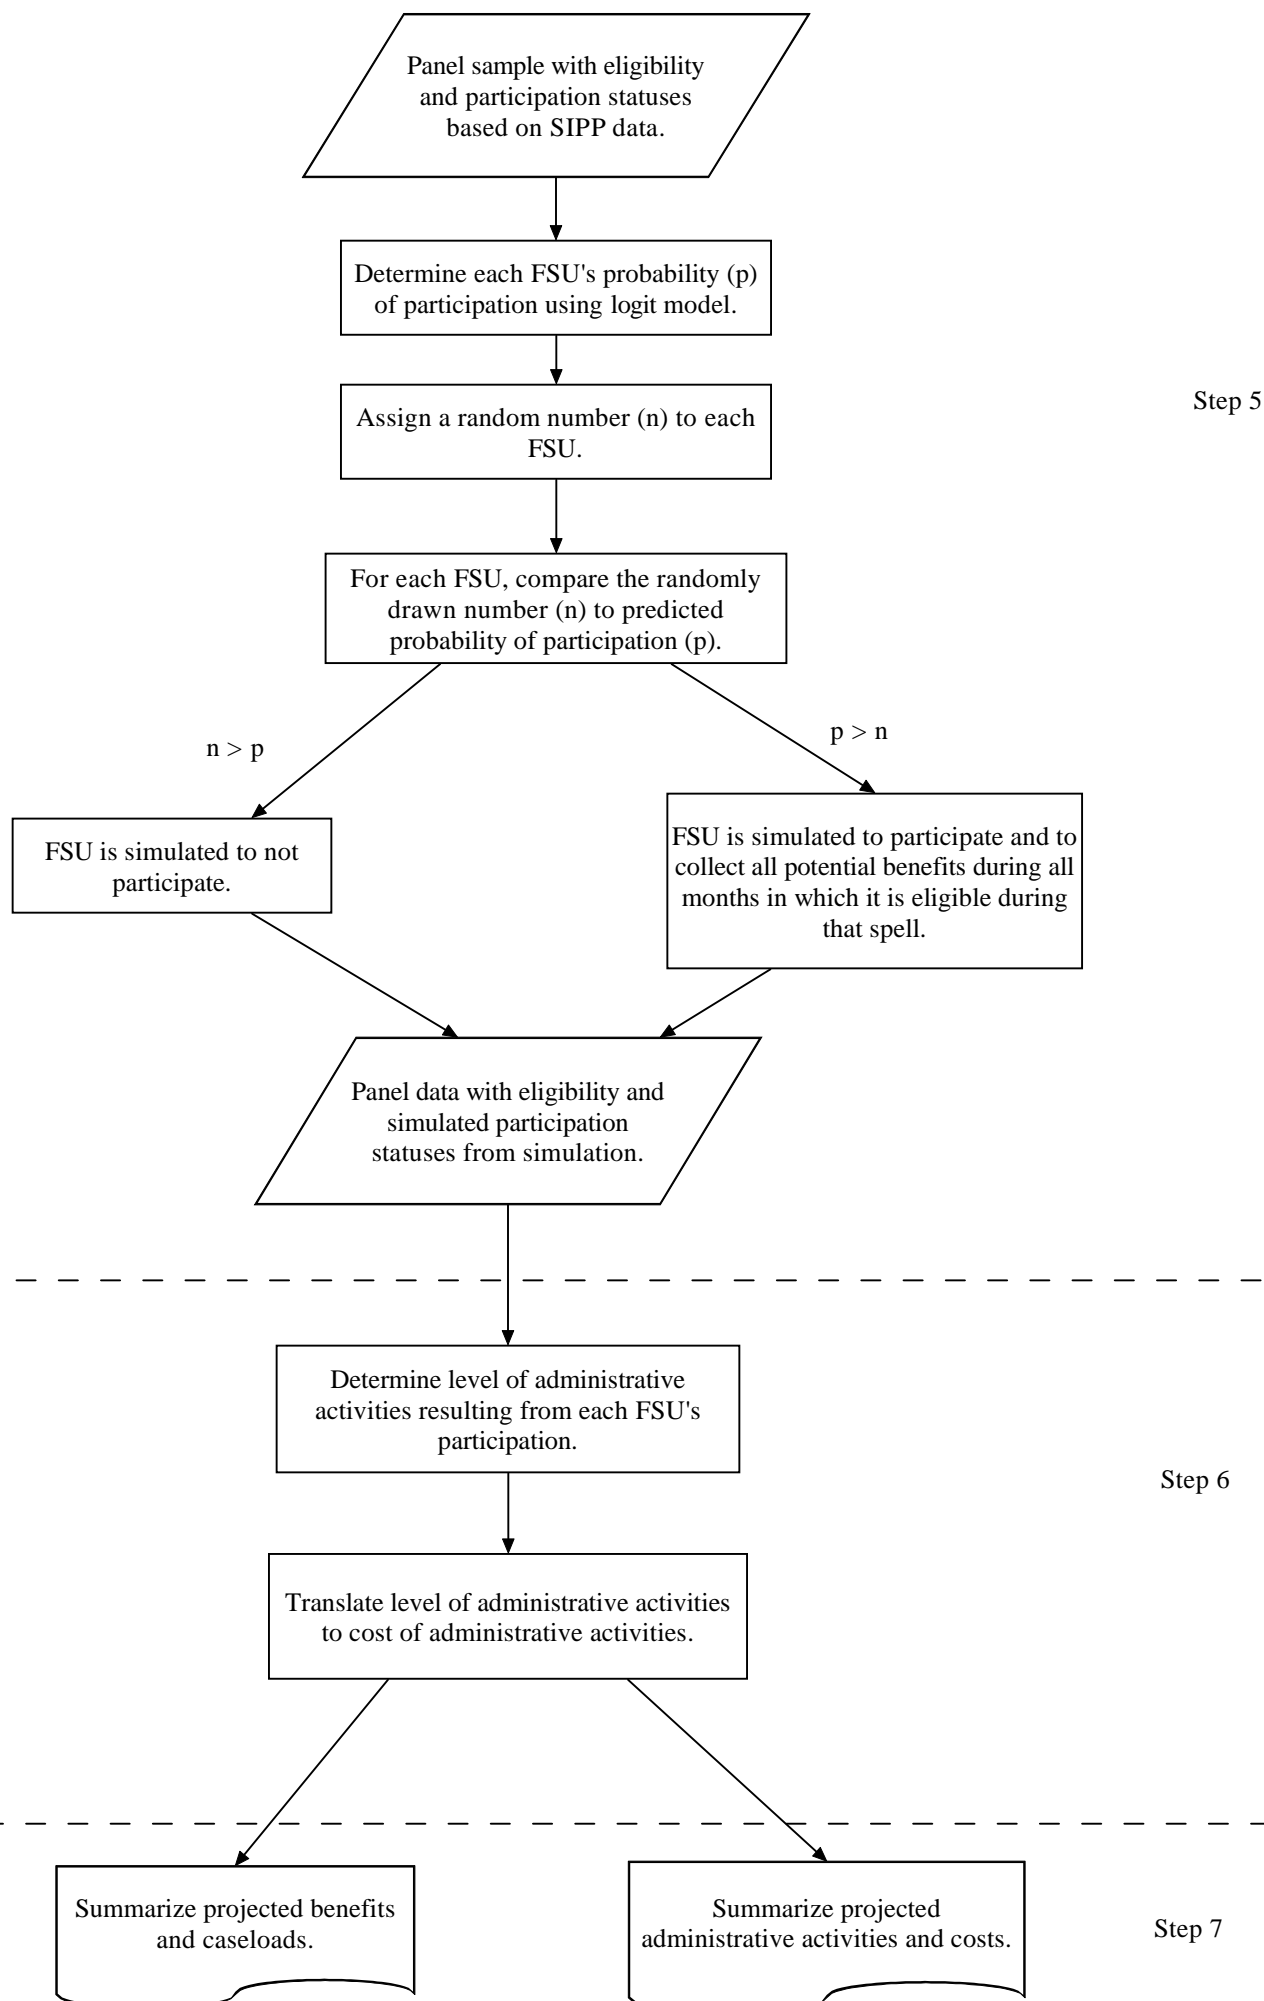 Panel sample with eligibility
and participation statuses
based on SIPP data.
Determine each FSU's probability (p)
of participation using logit model.
Step 5
Assign a random number (n) to each
FSU.
For each FSU, compare the randomly
drawn number (n) to predicted
probability of participation (p).
n > p
p > n
FSU is simulated to not
participate.
FSU is simulated to participate and to
collect all potential benefits during all
months in which it is eligible during
that spell.
Panel data with eligibility and
simulated participation
statuses from simulation.
Determine level of administrative
activities resulting from each FSU's
participation.
Step 6
Translate level of administrative activities
to cost of administrative activities.
Summarize projected benefits
and caseloads.
Summarize projected
administrative activities and costs.
Step 7